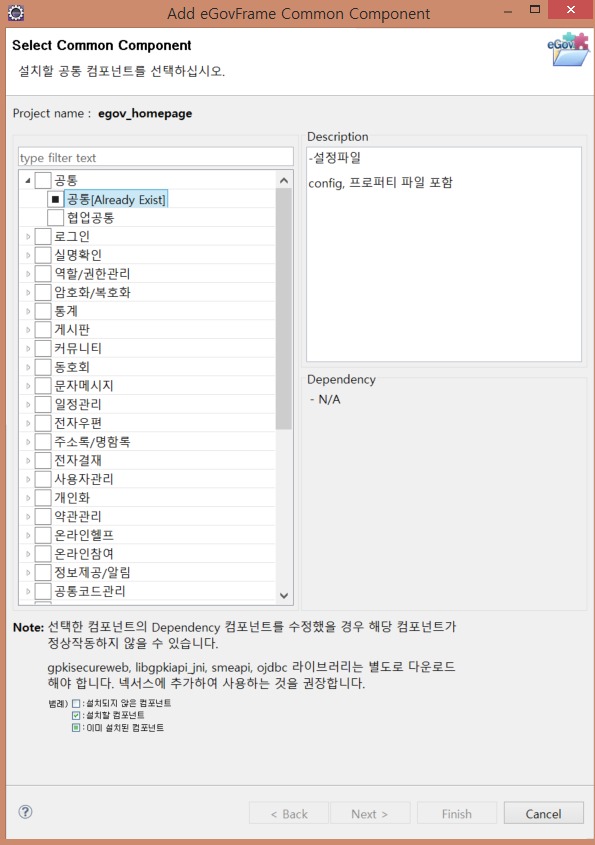 Add eGovFrame Common Component
Select Common Component
설치할 공통 컴포넌트를 선택하십시오.
eGov
Project name : egov_homepage
type filter text
공통
공통[Already Exist]
협업공통
로그인
실명확인
역할/권한관리
암호화/복호화
통계
게시판
커뮤니티
동호회
문자메시지
일정관리
전자우편
주소록/명함록
전자결재
사용자관리
개인화
약관관리
온라인헬프
온라인참여
정보제공/알림
공통코드관리
Description
-설정파일
config, 프로퍼티 파일 포함
Dependency
- N/A
Note: 선택한 컴포넌트의 Dependency 컴포넌트를 수정했을 경우 해당 컴포넌트가
정상작동하지 않을 수 있습니다.
gpkisecureweb, libgpkiapi_jni, smeapi, ojdbc 라이브러리는 별도로 다운로드
해야 합니다. 넥서스에 추가하여 사용하는 것을 권장합니다.
범례) :설치되지 않은 컴포넌트
:설치할 컴포넌트
:이미 설치된 컴포넌트
< Back
Next >
Finish
Cancel